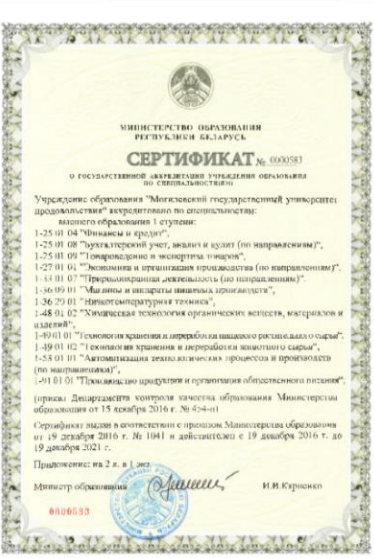 МИНИСТЕРСТВО ОБРАЗОВАНИЯ
РЕСПУБЛИКИ БЕЛАРУСЬ
СЕРТИФИКАТ № 0000583
О ГОСУДАРСТВЕННОЙ АККРЕДИТАЦИИ УЧРЕЖДЕНИЯ ОБРАЗОВАНИЯ
ПО СПЕЦИАЛЬНОСТЯМ
Учреждение образования "Могилевский государственный университет
продовольствия" аккредитовано по специальностям:
высшего образования I ступени:
1-25 01 04 "Финансы и кредит",
1-25 01 08 "Бухгалтерский учет, анализ и аудит (по направлениям)",
1-25 01 09 "Товароведение и экспертиза товаров",
1-27 01 01 "Экономика и организация производства (по направлениям)",
"Природоохранная деятельность (по направлениям)",
1-36 09 01 "Машины и аппараты пищевых производств",
1-36 20 01 "Низкотемпературная техника",
1-48 01 02 "Химическая технология органических веществ, материалов и
изделий",
1-49 01 01 "Технология хранения и переработки пищевого растительного сырья",
1-49 01 02 "Технология хранения и переработки животного сырья",
1-53 01 01 "Автоматизация технологических процессов и производств
(по направлениям)",
1-91 01 01 "Производство продукции и организация общественного питания".
(приказ Департамента контроля качества образования Министерства
образования от 15 декабря 2016 г.
Сертификат выдан в соответствии с приказом Министерства образования
от 19 декабря 2016 г. № 1041 и действителен с 19 декабря 2016 г. до
19 декабря 2021 г.
Приложение: на 2 л. в 1 экз.
Министр образования И.В.Карпенко
0000583